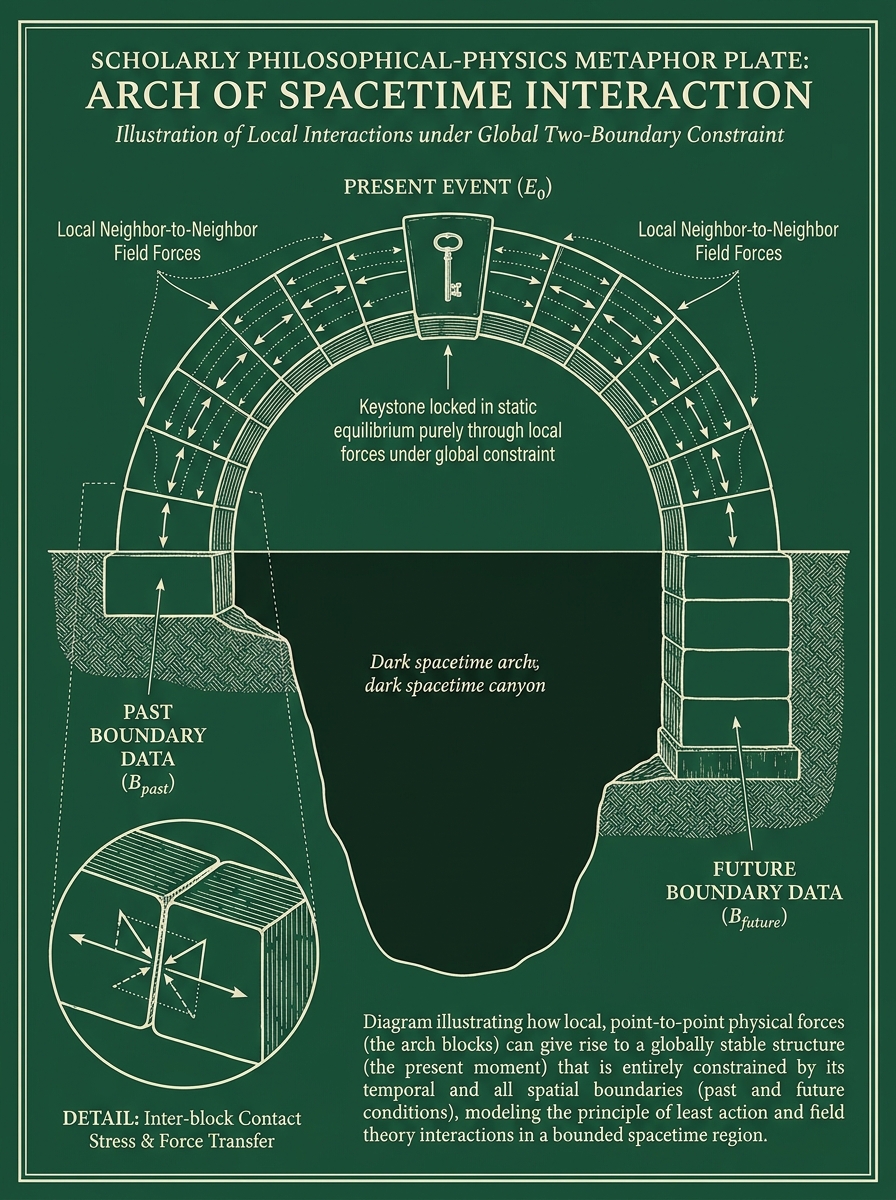 SCHOLARLY PHILOSOPHICAL-PHYSICS METAPHOR PLATE:
ARCH OF SPACETIME INTERACTION
Illustration of Local Interactions under Global Two-Boundary Constraint
PRESENT EVENT (E₀)
Local Neighbor-to-Neighbor
Field Forces
Local Neighbor-to-Neighbor
Field Forces
Keystone locked in static
equilibrium purely through local
forces under global constraint
Dark spacetime
dark spacetime canyon
PAST
BOUNDARY
DATA
(B_past)
FUTURE
BOUNDARY DATA
(B_future)
DETAIL: Inter-block Contact
Stress & Force Transfer
Diagram illustrating how local, point-to-point physical forces
(the arch blocks) can give rise to a globally stable structure
(the present moment) that is entirely constrained by its
temporal and all spatial boundaries (past and future
conditions), modeling the principle of least action and field
theory interactions in a bounded spacetime region.